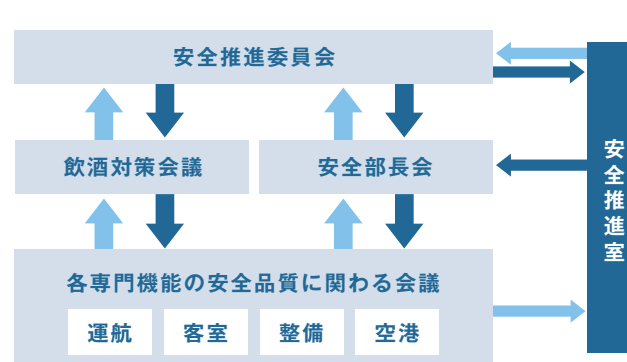 安全推進委員会
飲酒対策会議
安全部長会
安全推進室
各専門機能の安全品質に関わる会議
運航
客室
整備
空港